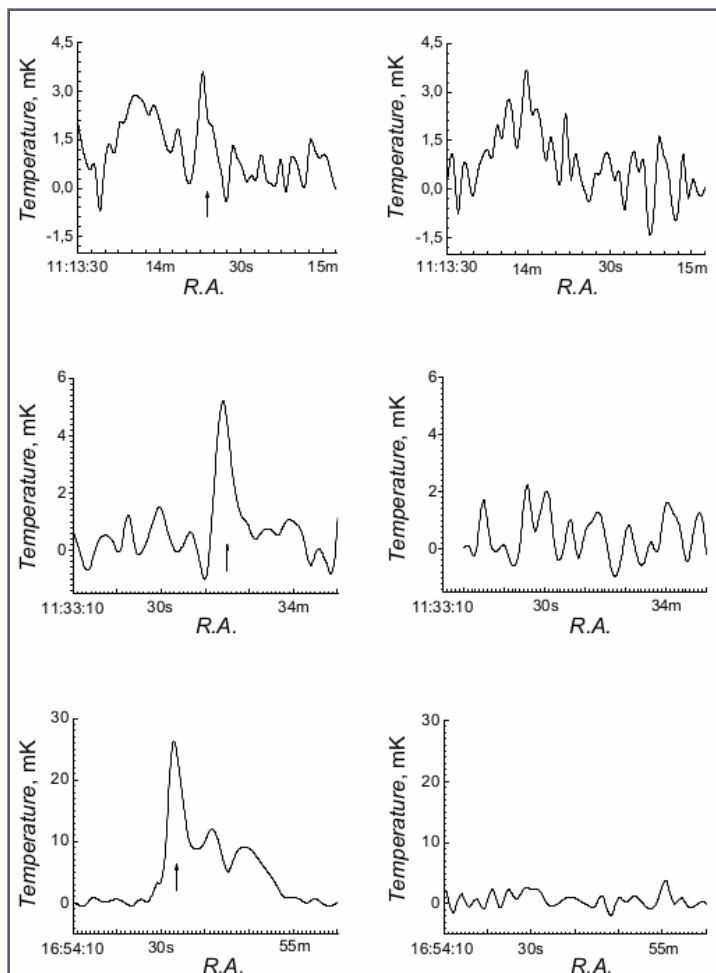 Temperature, mK
4,5
3,0
1,5
0,0
-1,5
11:13:30 14m 30s 15m
R.A.
Temperature, mK
4,5
3,0
1,5
0,0
-1,5
11:13:30 14m 30s 15m
R.A.
Temperature, mK
6
4
2
0
11:33:10 30s 34m
R.A.
Temperature, mK
6
4
2
0
11:33:10 30s 34m
R.A.
Temperature, mK
30
20
10
0
16:54:10 30s 55m
R.A.
Temperature, mK
30
20
10
0
16:54:10 30s 55m
R.A.